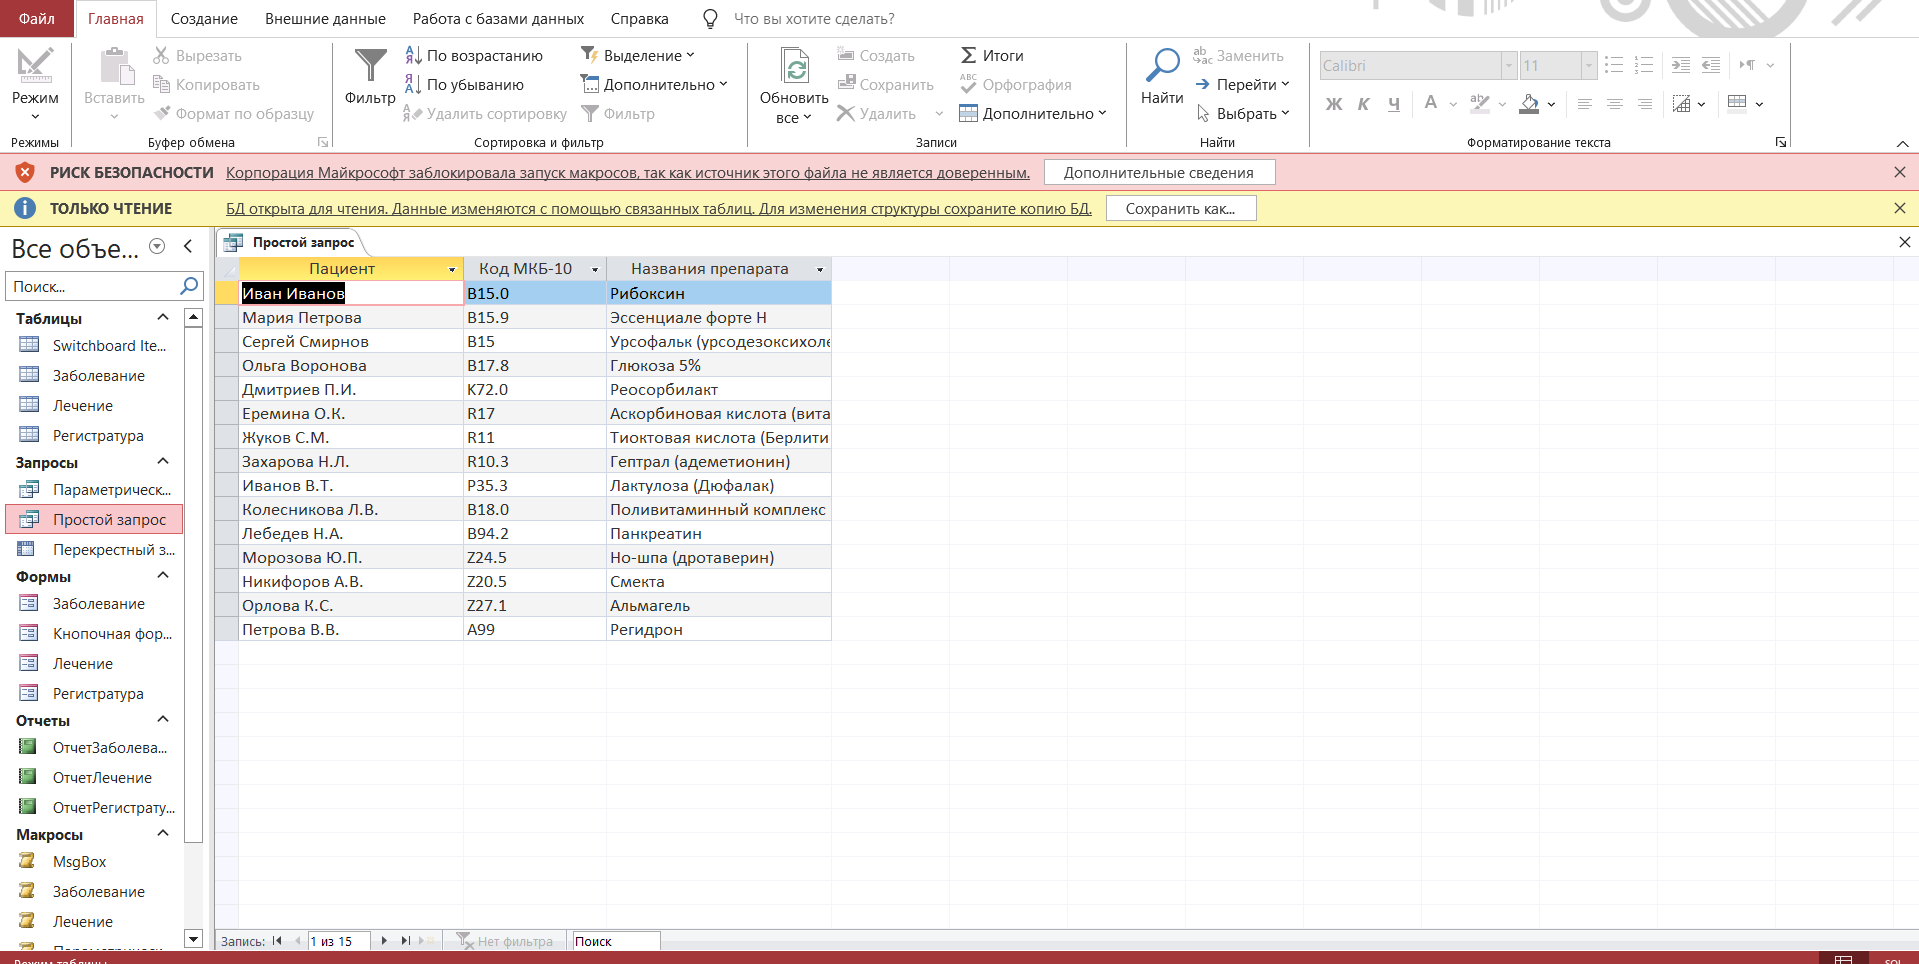 Файл Главная Создание Внешние данные Работа с базами данных Справка Что вы хотите сделать?
Режим
Режимы
Вставить
Вырезать
Копировать
Формат по образцу
Буфер обмена
Фильтр
По возрастанию
По убыванию
Удалить сортировку
Выделение
Дополнительно
Фильтр
Сортировка и фильтр
Обновить
все
Создать
Сохранить
Удалить
Итоги
Орфография
Дополнительно
Записи
Найти
Заменить
Перейти
Выбрать
Найти
Calibri 11
Ж К Ч А
Форматирование текста
РИСК БЕЗОПАСНОСТИ Корпорация Майкрософт заблокировала запуск макросов, так как источник этого файла не является доверенным. Дополнительные сведения
ТОЛЬКО ЧТЕНИЕ БД открыта для чтения. Данные изменяются с помощью связанных таблиц. Для изменения структуры сохраните копию БД. Сохранить как...
Все объе...
Поиск...
Таблицы
Switchboard Ite...
Заболевание
Лечение
Регистратура
Запросы
Параметрическ...
Простой запрос
Перекрестный з...
Формы
Заболевание
Кнопочная фор...
Лечение
Регистратура
Отчеты
ОтчетЗаболева...
ОтчетЛечение
ОтчетРегистрату...
Макросы
MsgBox
Заболевание
Лечение
Простой запрос
Пациент Код МКБ-10 Названия препарата
Иван Иванов B15.0 Рибоксин
Мария Петрова B15.9 Эссенциале форте Н
Сергей Смирнов B15 Урсофальк (урсодезоксихоле
Ольга Воронова B17.8 Глюкоза 5%
Дмитриев П.И. K72.0 Реосорбилакт
Еремина О.К. R17 Аскорбиновая кислота (вита
Жуков С.М. R11 Тиоктовая кислота (Берлити
Захарова Н.Л. R10.3 Гептрал (адеметионин)
Иванов В.Т. P35.3 Лактулоза (Дюфалак)
Колесникова Л.В. B18.0 Поливитаминный комплекс
Лебедев Н.А. B94.2 Панкреатин
Морозова Ю.П. Z24.5 Но-шпа (дротаверин)
Никифоров А.В. Z20.5 Смекта
Орлова К.С. Z27.1 Альмагель
Петрова В.В. A99 Регидрон
Запись: 1 из 15 Нет фильтра Поиск